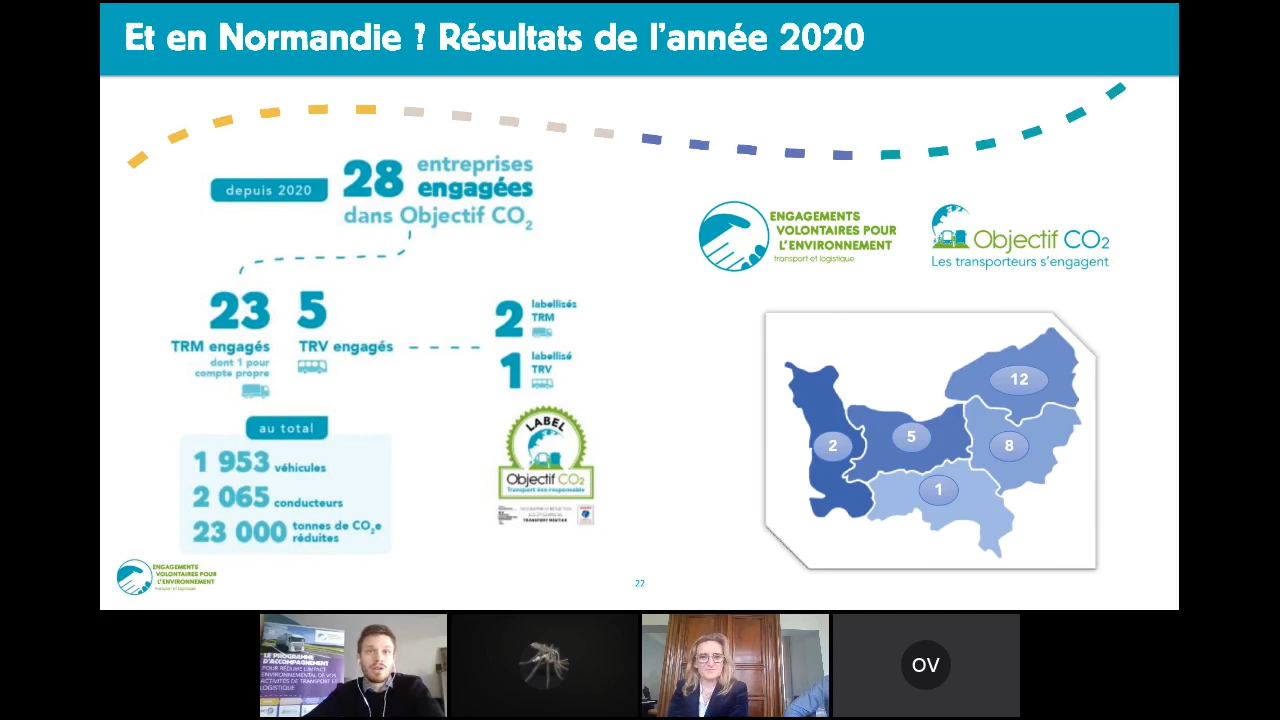 Et en Normandie ? Résultats de l'année 2020
depuis 2020
28 entreprises
engagées
dans Objectif CO2
23
TRM engagés
dont 1 pour
compte propre
5
TRV engagés
2 labellisés
TRM
1 labellisé
TRV
au total
1 953 véhicules
2 065 conducteurs
23 000 tonnes de CO2e
réduites
LABEL
Objectif CO2
Transport éco-responsable
ENGAGEMENTS
VOLONTAIRES POUR
L'ENVIRONNEMENT
transport et logistique
Objectif CO2
Les transporteurs s'engagent
12
2
5
8
1
ENGAGEMENTS
VOLONTAIRES POUR
L'ENVIRONNEMENT
transport et logistique
22
LE PROGRAMME
D'ACCOMPAGNEMENT
POUR RÉDUIRE L'IMPACT
ENVIRONNEMENTAL DE VOS
ACTIVITÉS DE TRANSPORT ET
LOGISTIQUE
OV